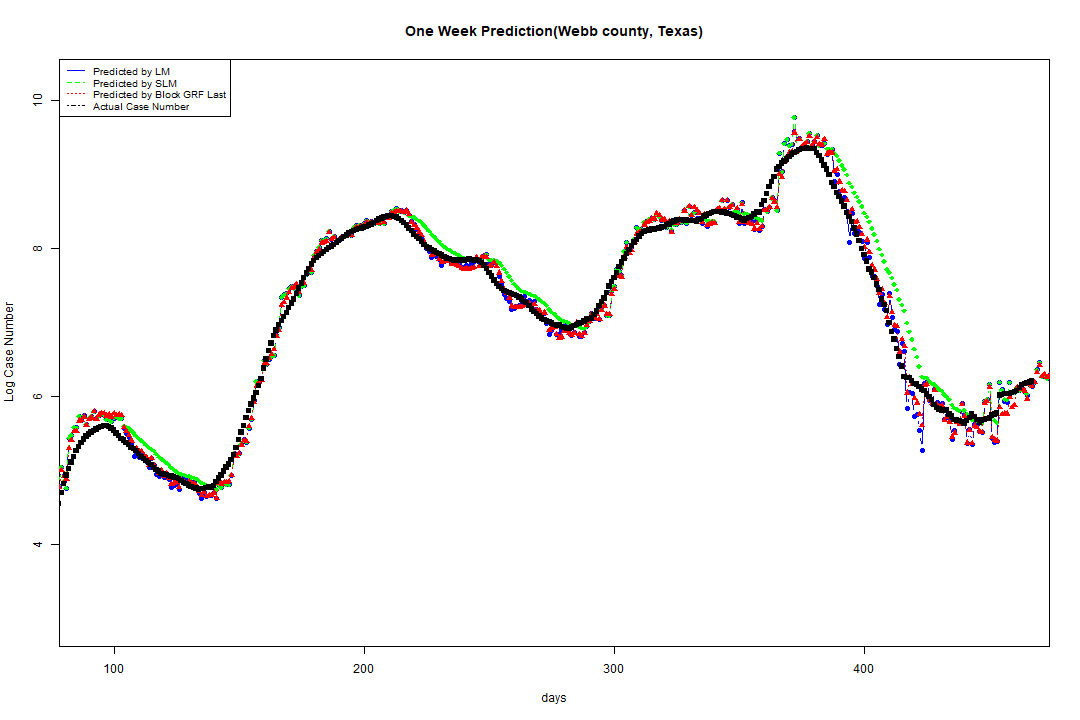 One Week Prediction(Webb county, Texas)
Predicted by LM
Predicted by SLM
Predicted by Block GRF Last
Actual Case Number
10
8
6
4
Log Case Number
100 200 300 400
days